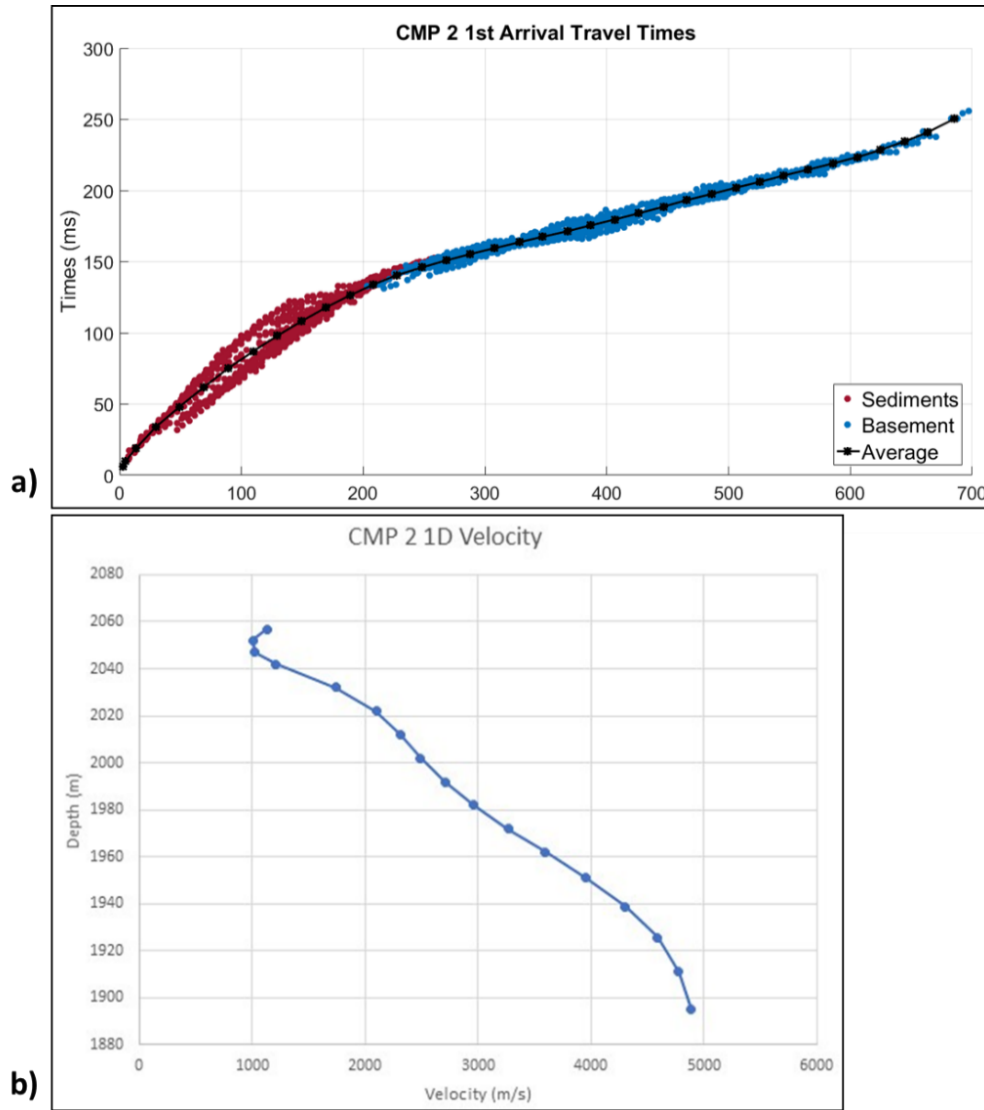 CMP 2 1st Arrival Travel Times
300
250
200
150
100
50
0
Times (ms)
0 100 200 300 400 500 600 700
Sediments
Basement
Average
a)
CMP 2 1D Velocity
2080
2060
2040
2020
2000
1980
1960
1940
1920
1900
1880
Depth (m)
0 1000 2000 3000 4000 5000 6000
Velocity (m/s)
b)